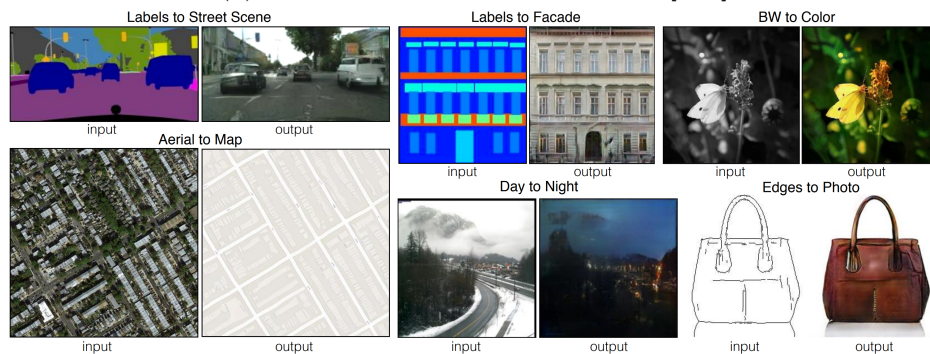 Labels to Street Scene
input
output
Aerial to Map
input
output
Labels to Facade
input
output
BW to Color
input
output
Day to Night
input
output
Edges to Photo
input
output